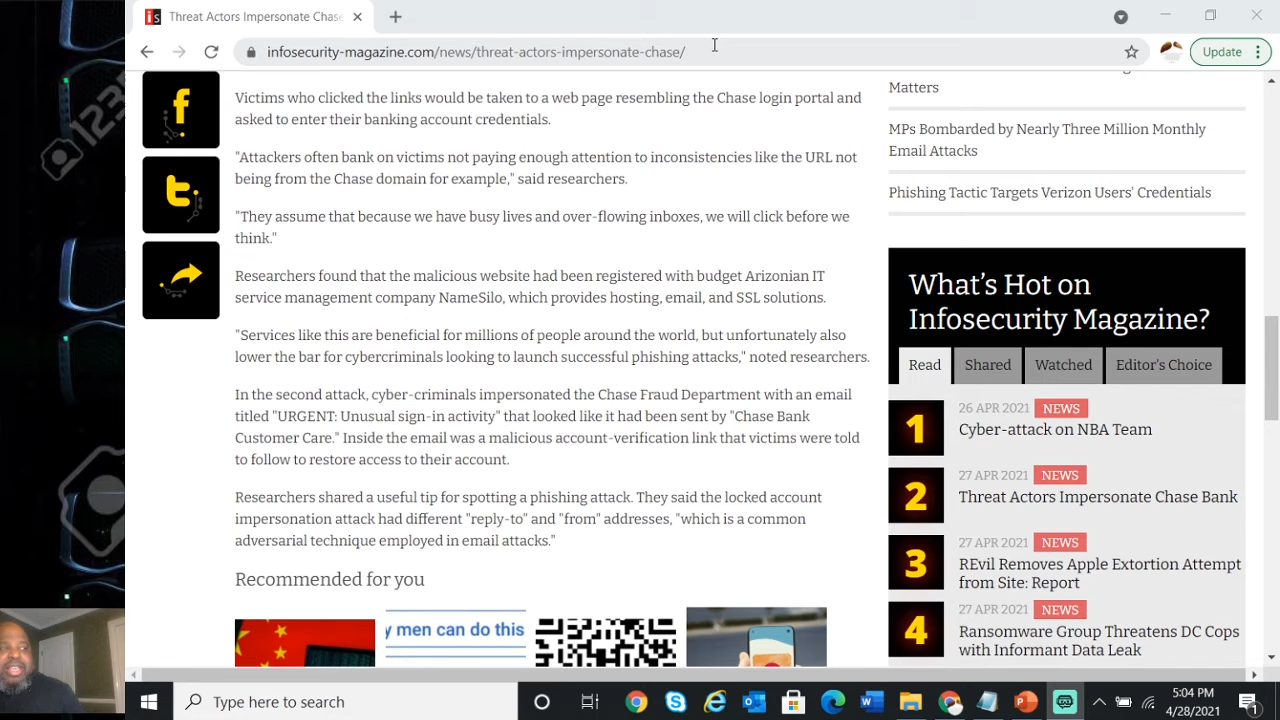 Threat Actors Impersonate Chase
infosecurity-magazine.com/news/threat-actors-impersonate-chase/
Update
Victims who clicked the links would be taken to a web page resembling the Chase login portal and
asked to enter their banking account credentials.
"Attackers often bank on victims not paying enough attention to inconsistencies like the URL not
being from the Chase domain for example," said researchers.
"They assume that because we have busy lives and over-flowing inboxes, we will click before we
think."
Researchers found that the malicious website had been registered with budget Arizonian IT
service management company NameSilo, which provides hosting, email, and SSL solutions.
"Services like this are beneficial for millions of people around the world, but unfortunately also
lower the bar for cybercriminals looking to launch successful phishing attacks," noted researchers.
In the second attack, cyber-criminals impersonated the Chase Fraud Department with an email
titled "URGENT: Unusual sign-in activity" that looked like it had been sent by "Chase Bank
Customer Care." Inside the email was a malicious account-verification link that victims were told
to follow to restore access to their account.
Researchers shared a useful tip for spotting a phishing attack. They said the locked account
impersonation attack had different "reply-to" and "from" addresses, "which is a common
adversarial technique employed in email attacks."
Recommended for you
y men can do this
Matters
MPs Bombarded by Nearly Three Million Monthly
Email Attacks
Phishing Tactic Targets Verizon Users' Credentials
What's Hot on
Infosecurity Magazine?
Read Shared Watched Editor's Choice
1
26 APR 2021 NEWS
Cyber-attack on NBA Team
2
27 APR 2021 NEWS
Threat Actors Impersonate Chase Bank
3
27 APR 2021 NEWS
REvil Removes Apple Extortion Attempt
from Site: Report
4
27 APR 2021 NEWS
Ransomware Group Threatens DC Cops
with Informant Data Leak
Type here to search
5:04 PM
4/28/2021
1